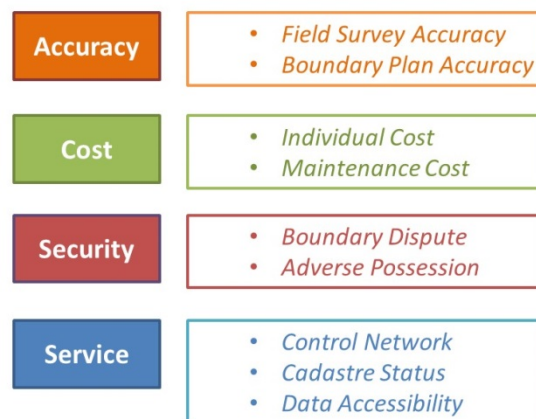 Accuracy
• Field Survey Accuracy
• Boundary Plan Accuracy
Cost
• Individual Cost
• Maintenance Cost
Security
• Boundary Dispute
• Adverse Possession
Service
• Control Network
• Cadastre Status
• Data Accessibility